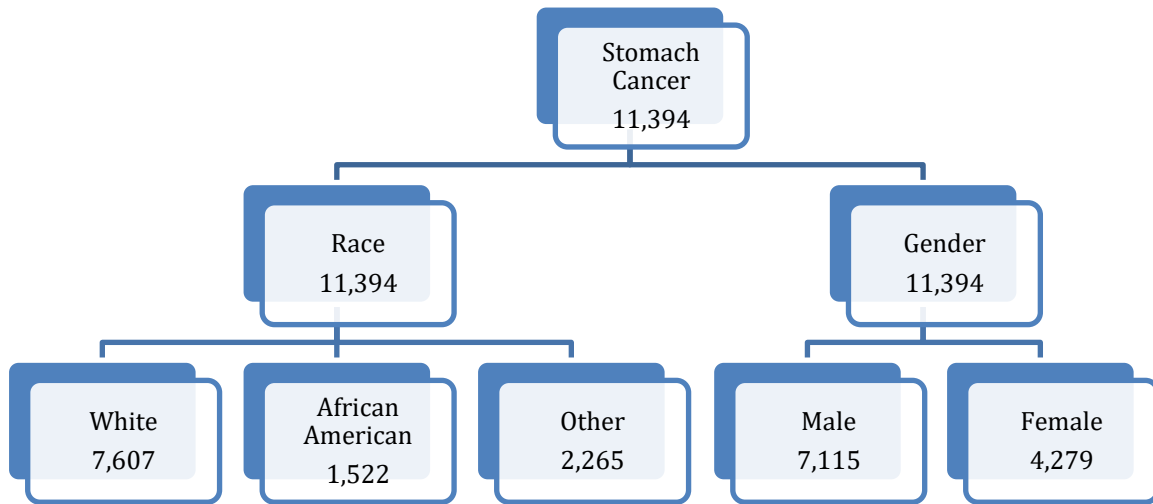 Stomach
Cancer
11,394
Race
11,394
Gender
11,394
White
7,607
African
American
1,522
Other
2,265
Male
7,115
Female
4,279